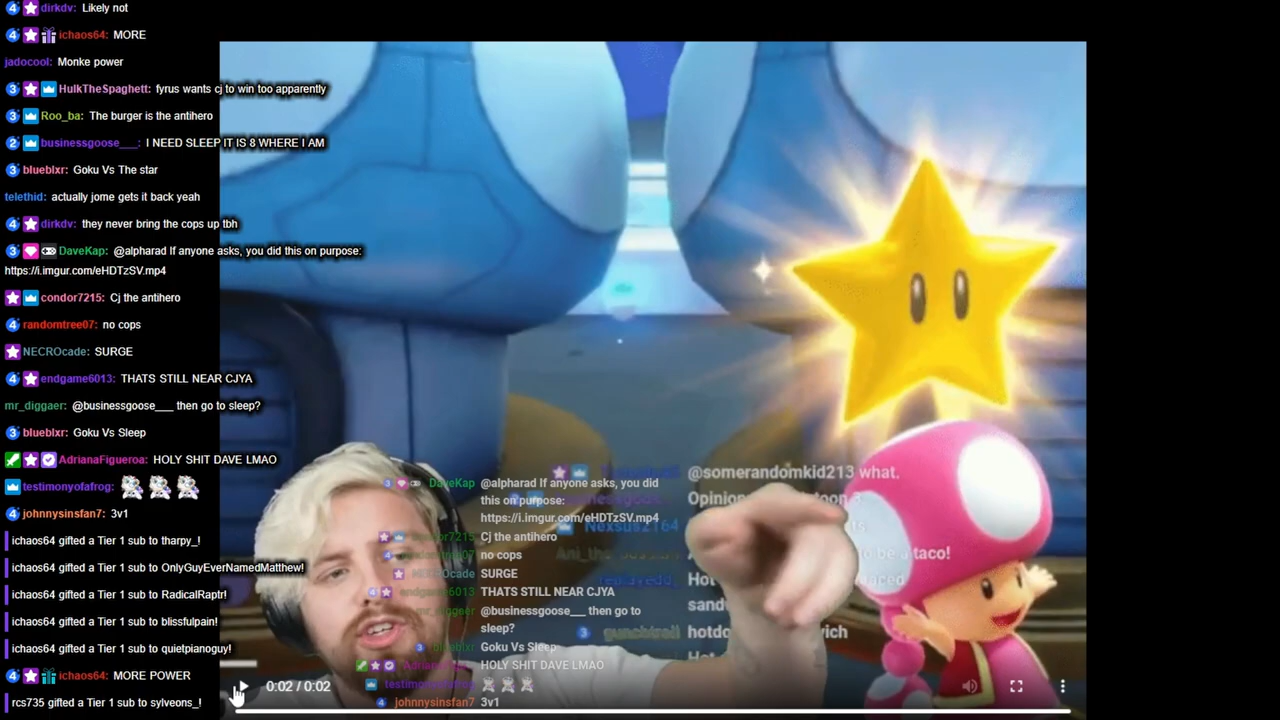 dirkdv: Likely not
ichaos64: MORE
jadocool: Monke power
HulkTheSpaghett: fyrus wants cj to win too apparently
Roo_ba: The burger is the antihero
businessgoose___: I NEED SLEEP IT IS 8 WHERE I AM
blueblxr: Goku Vs The star
telethid: actually jome gets it back yeah
dirkdv: they never bring the cops up tbh
DaveKap: @alpharad If anyone asks, you did this on purpose:
https://i.imgur.com/eHDTzSV.mp4
condor7215: Cj the antihero
randomtree07: no cops
NECROcade: SURGE
endgame6013: THATS STILL NEAR CJYA
mr_diggaer: @businessgoose___ then go to sleep?
blueblxr: Goku Vs Sleep
AdrianaFigueroa: HOLY SHIT DAVE LMAO
testimonyofafrog:
johnnysinsfan7: 3v1
ichaos64 gifted a Tier 1 sub to tharpy_!
ichaos64 gifted a Tier 1 sub to OnlyGuyEverNamedMatthew!
ichaos64 gifted a Tier 1 sub to RadicalRaptr!
ichaos64 gifted a Tier 1 sub to blissfulpain!
ichaos64 gifted a Tier 1 sub to quietpianoguy!
ichaos64: MORE POWER
rcs735 gifted a Tier 1 sub to sylveons_!
DaveKap @alpharad If anyone asks, you did
this on purpose:
https://i.imgur.com/eHDTzSV.mp4
Cj the antihero
no cops
SURGE
THATS STILL NEAR CJYA
@businessgoose___ then go to
sleep?
Goku Vs Sleep
HOLY SHIT DAVE LMAO
johnnysinsfan7 3v1
@somerandomkid213 what.
Nexsus2164
to be a taco!
0:02 / 0:02